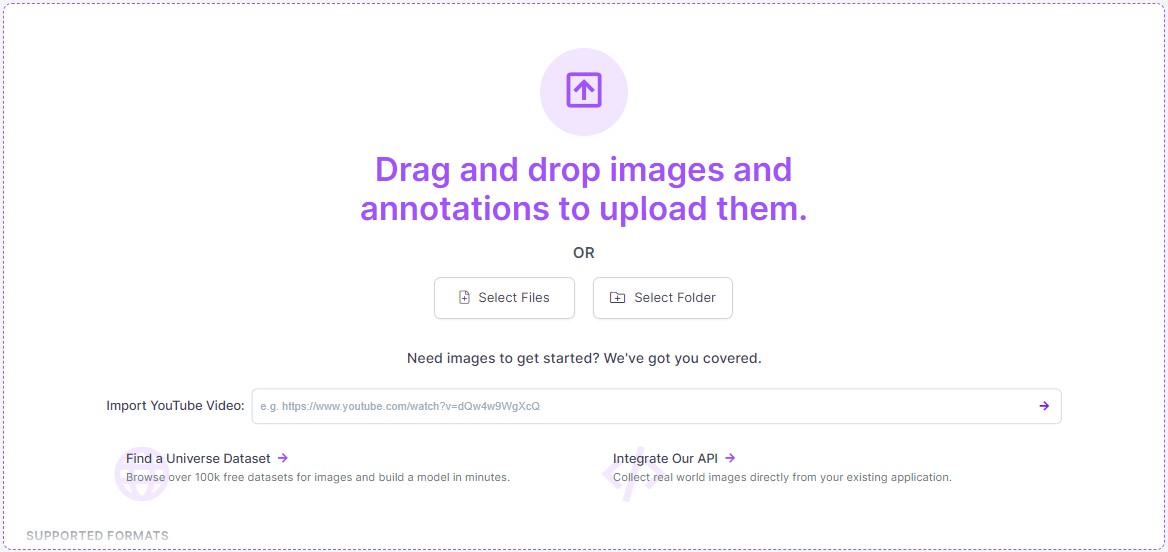 Drag and drop images and
annotations to upload them.
OR
Select Files
Select Folder
Need images to get started? We've got you covered.
Import YouTube Video:
e.g. https://www.youtube.com/watch?v=dQw4w9WgXcQ
Find a Universe Dataset
Browse over 100k free datasets for images and build a model in minutes.
Integrate Our API
Collect real world images directly from your existing application.
SUPPORTED FORMATS